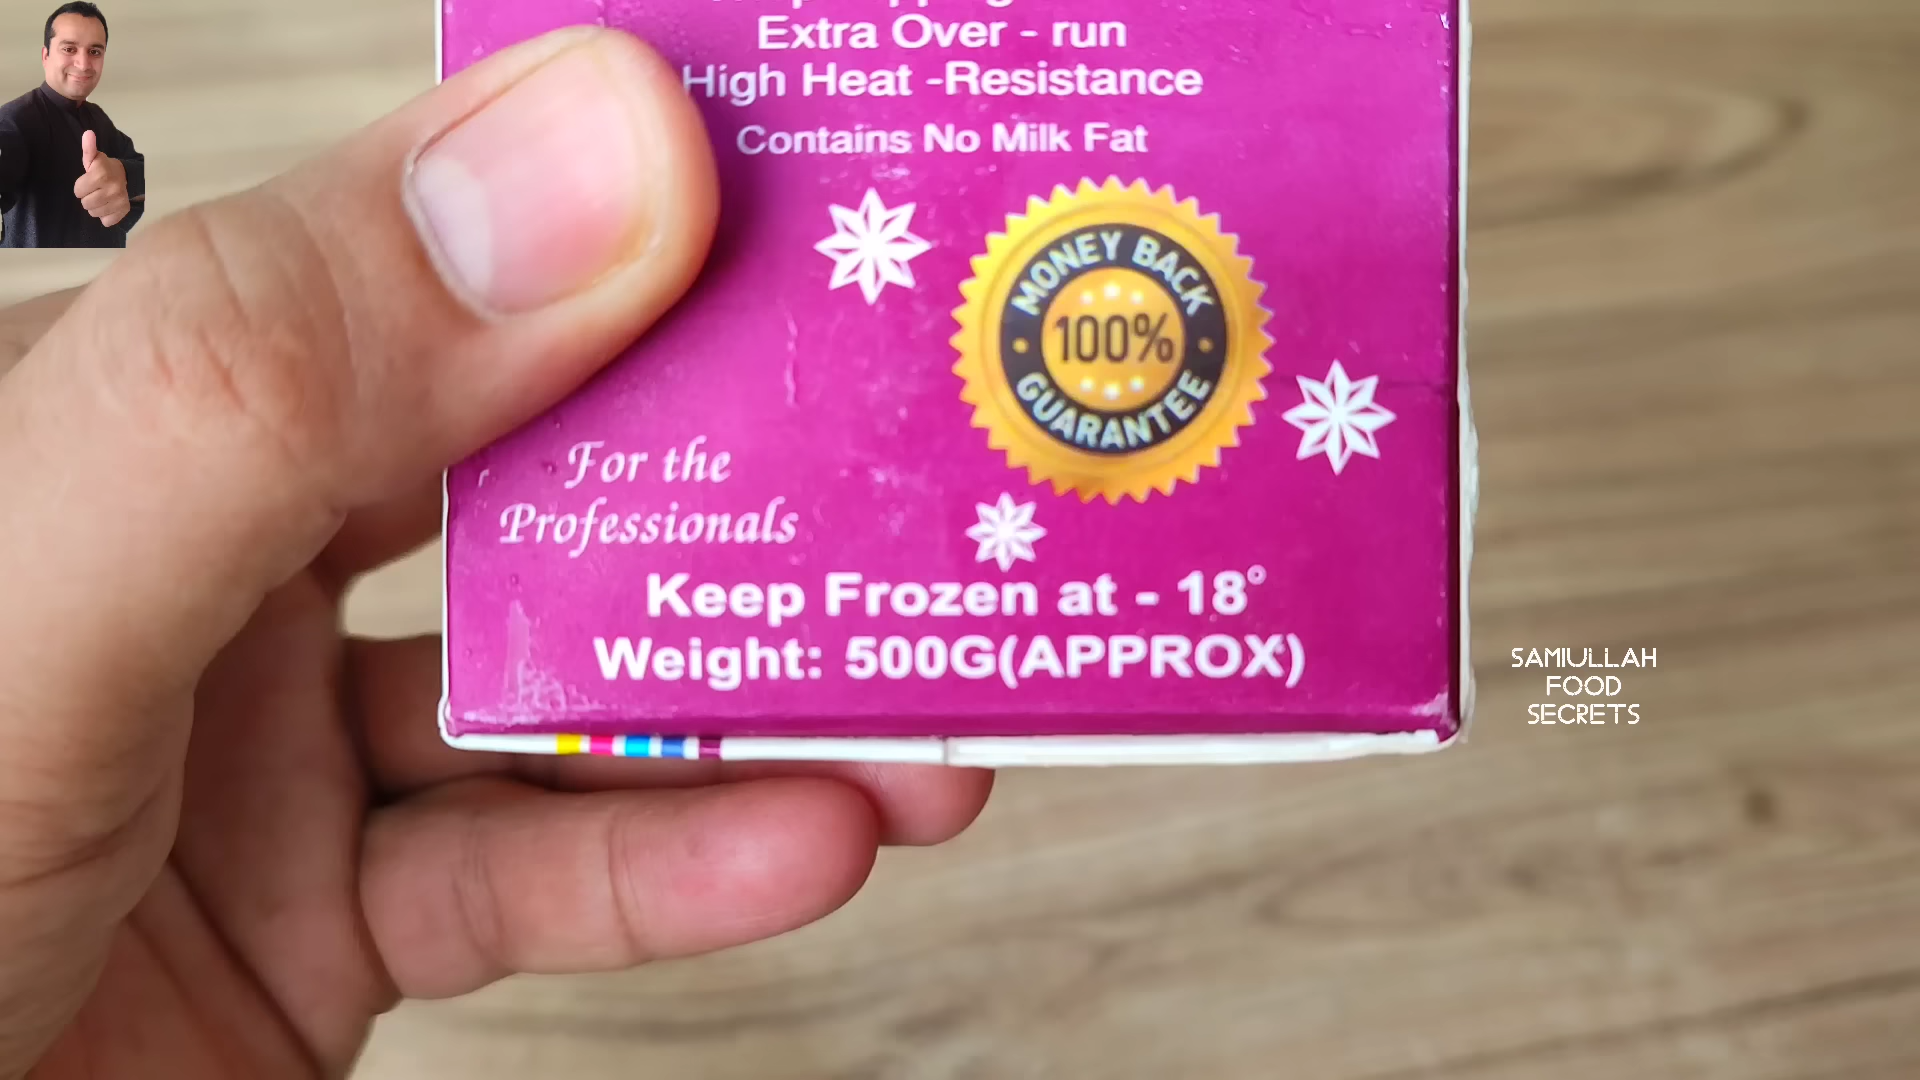 Extra Over - run
High Heat -Resistance
Contains No Milk Fat
MONEY BACK
100%
GUARANTEE
For the
Professionals
Keep Frozen at - 18°
Weight: 500G(APPROX)
SAMIULLAH
FOOD
SECRETS